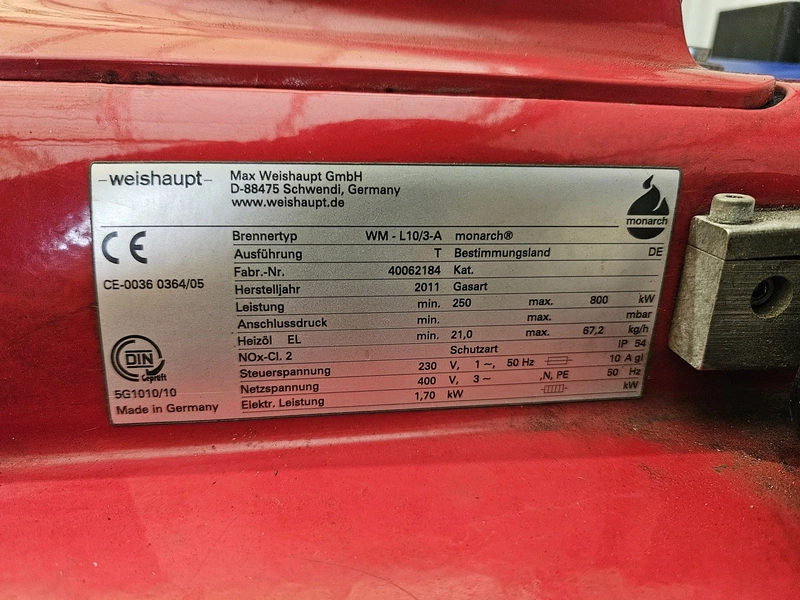 -weishaupt-
Max Weishaupt GmbH
D-88475 Schwendi, Germany
www.weishaupt.de
monarch
CE
CE-0036 0364/05
Brennertyp WM - L10/3-A monarch®
Ausführung T Bestimmungsland DE
Fabr.-Nr. 40062184 Kat.
Herstelljahr 2011 Gasart
Leistung min. 250 max. 800 kW
Anschlussdruck min. max. mbar
Heizöl EL min. 21,0 max. 67,2 kg/h
NOx-Cl. 2 Schutzart IP 54
Steuerspannung 230 V, 1 ~, 50 Hz 10 A gl
Netzspannung 400 V, 3 ~ ,N, PE 50 Hz
Elektr. Leistung 1,70 kW kW
DIN
Geprüft
5G1010/10
Made in Germany